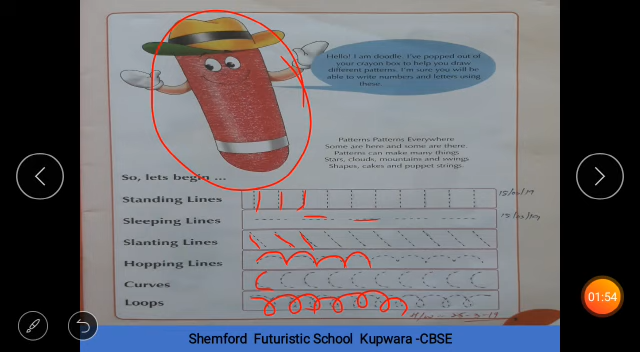 Hello! I am doodle. I've popped out of
your crayon box to help you draw
different patterns. I'm sure you will be
able to write numbers and letters using
these.
Patterns Patterns Everywhere
Some are here and some are there.
Patterns can make many things
Stars, clouds, mountains and swings
Shapes, cakes and puppet strings.
So, lets begin ...
Standing Lines
Sleeping Lines
Slanting Lines
Hopping Lines
Curves
Loops
01:54
Shemford Futuristic School Kupwara -CBSE